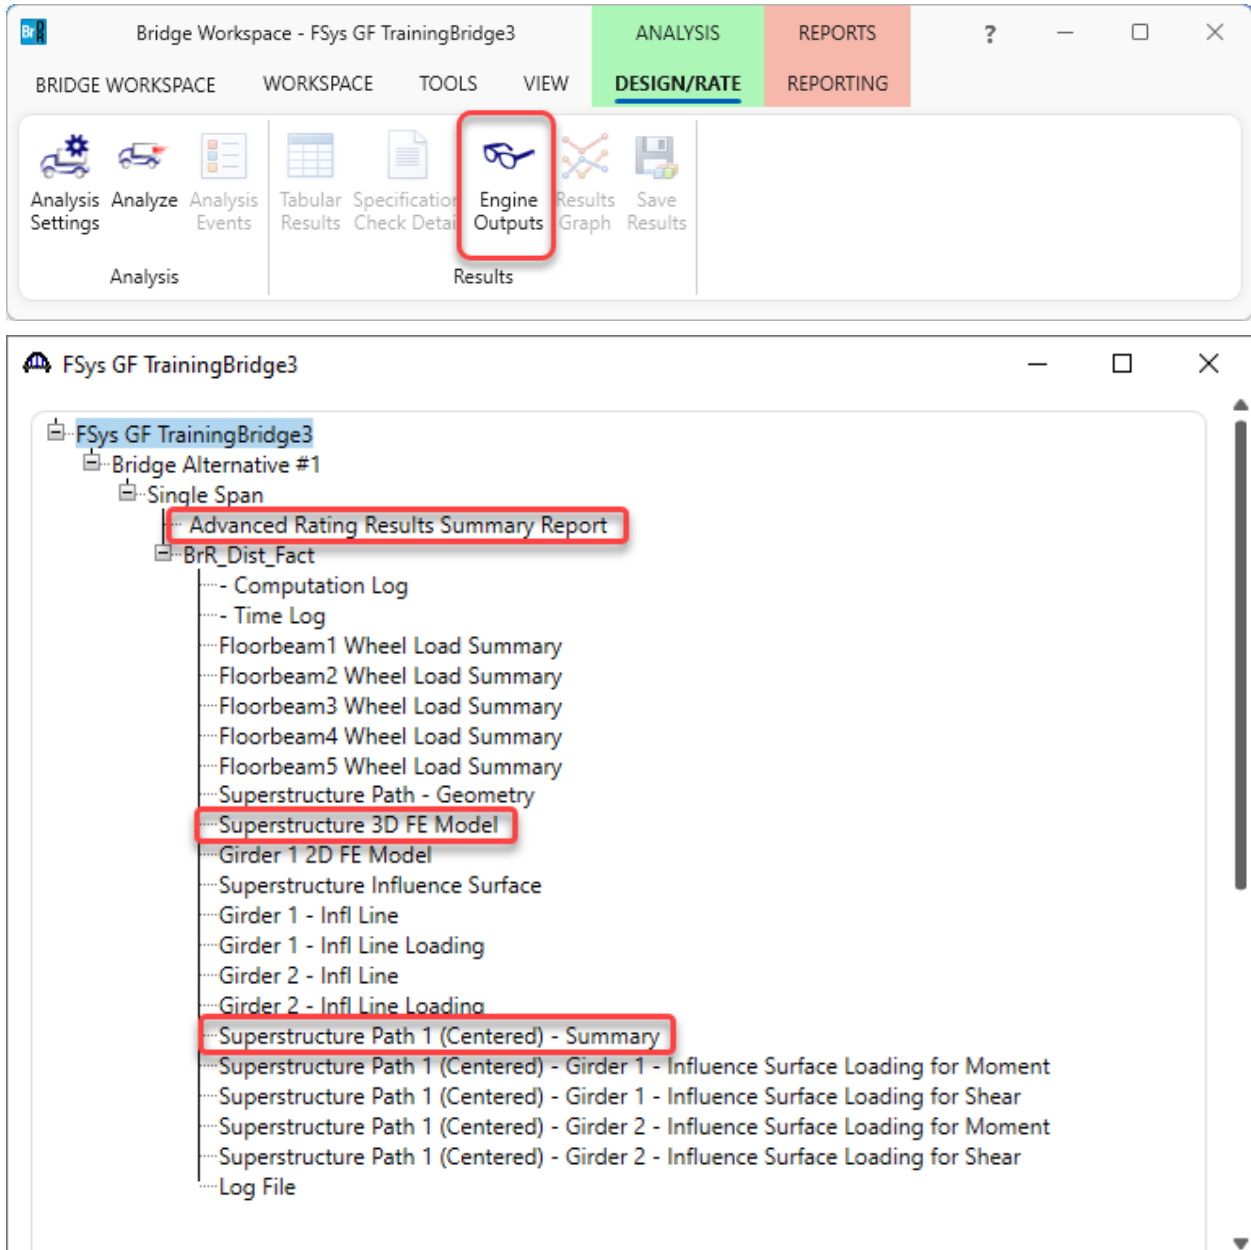 Br DR Bridge Workspace - FSys GF TrainingBridge3 ANALYSIS REPORTS ?
BRIDGE WORKSPACE WORKSPACE TOOLS VIEW DESIGN/RATE REPORTING
Analysis Settings Analyze Analysis Events Tabular Results Specification Check Detai Engine Outputs Results Graph Save Results
Analysis Results
FSys GF TrainingBridge3
FSys GF TrainingBridge3
Bridge Alternative #1
Single Span
Advanced Rating Results Summary Report
BrR_Dist_Fact
- Computation Log
- Time Log
Floorbeam1 Wheel Load Summary
Floorbeam2 Wheel Load Summary
Floorbeam3 Wheel Load Summary
Floorbeam4 Wheel Load Summary
Floorbeam5 Wheel Load Summary
Superstructure Path - Geometry
Superstructure 3D FE Model
Girder 1 2D FE Model
Superstructure Influence Surface
Girder 1 - Infl Line
Girder 1 - Infl Line Loading
Girder 2 - Infl Line
Girder 2 - Infl Line Loading
Superstructure Path 1 (Centered) - Summary
Superstructure Path 1 (Centered) - Girder 1 - Influence Surface Loading for Moment
Superstructure Path 1 (Centered) - Girder 1 - Influence Surface Loading for Shear
Superstructure Path 1 (Centered) - Girder 2 - Influence Surface Loading for Moment
Superstructure Path 1 (Centered) - Girder 2 - Influence Surface Loading for Shear
Log File